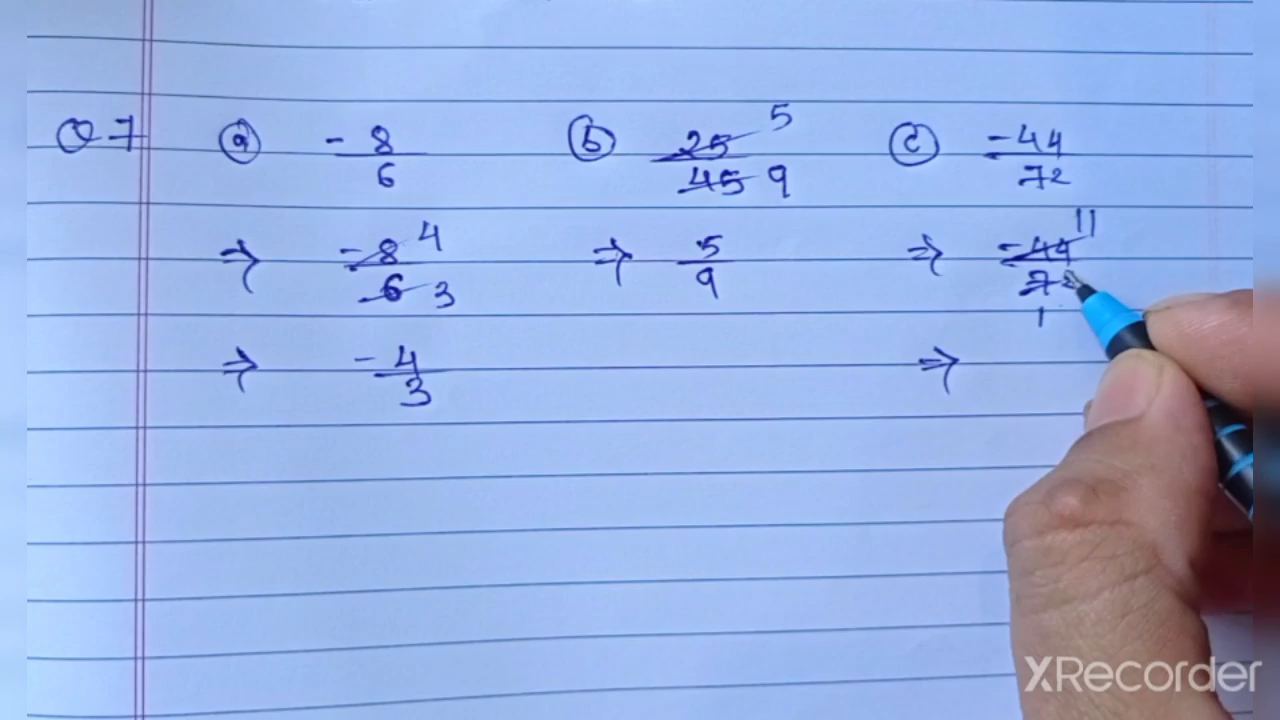 Q 7 (a) -8/6 (b) 25/45 5 9 (c) -44/72
⇒ -8/6 4 3 ⇒ 5/9 ⇒ -44/72 11 1
⇒ -4/3 ⇒
XRecorder